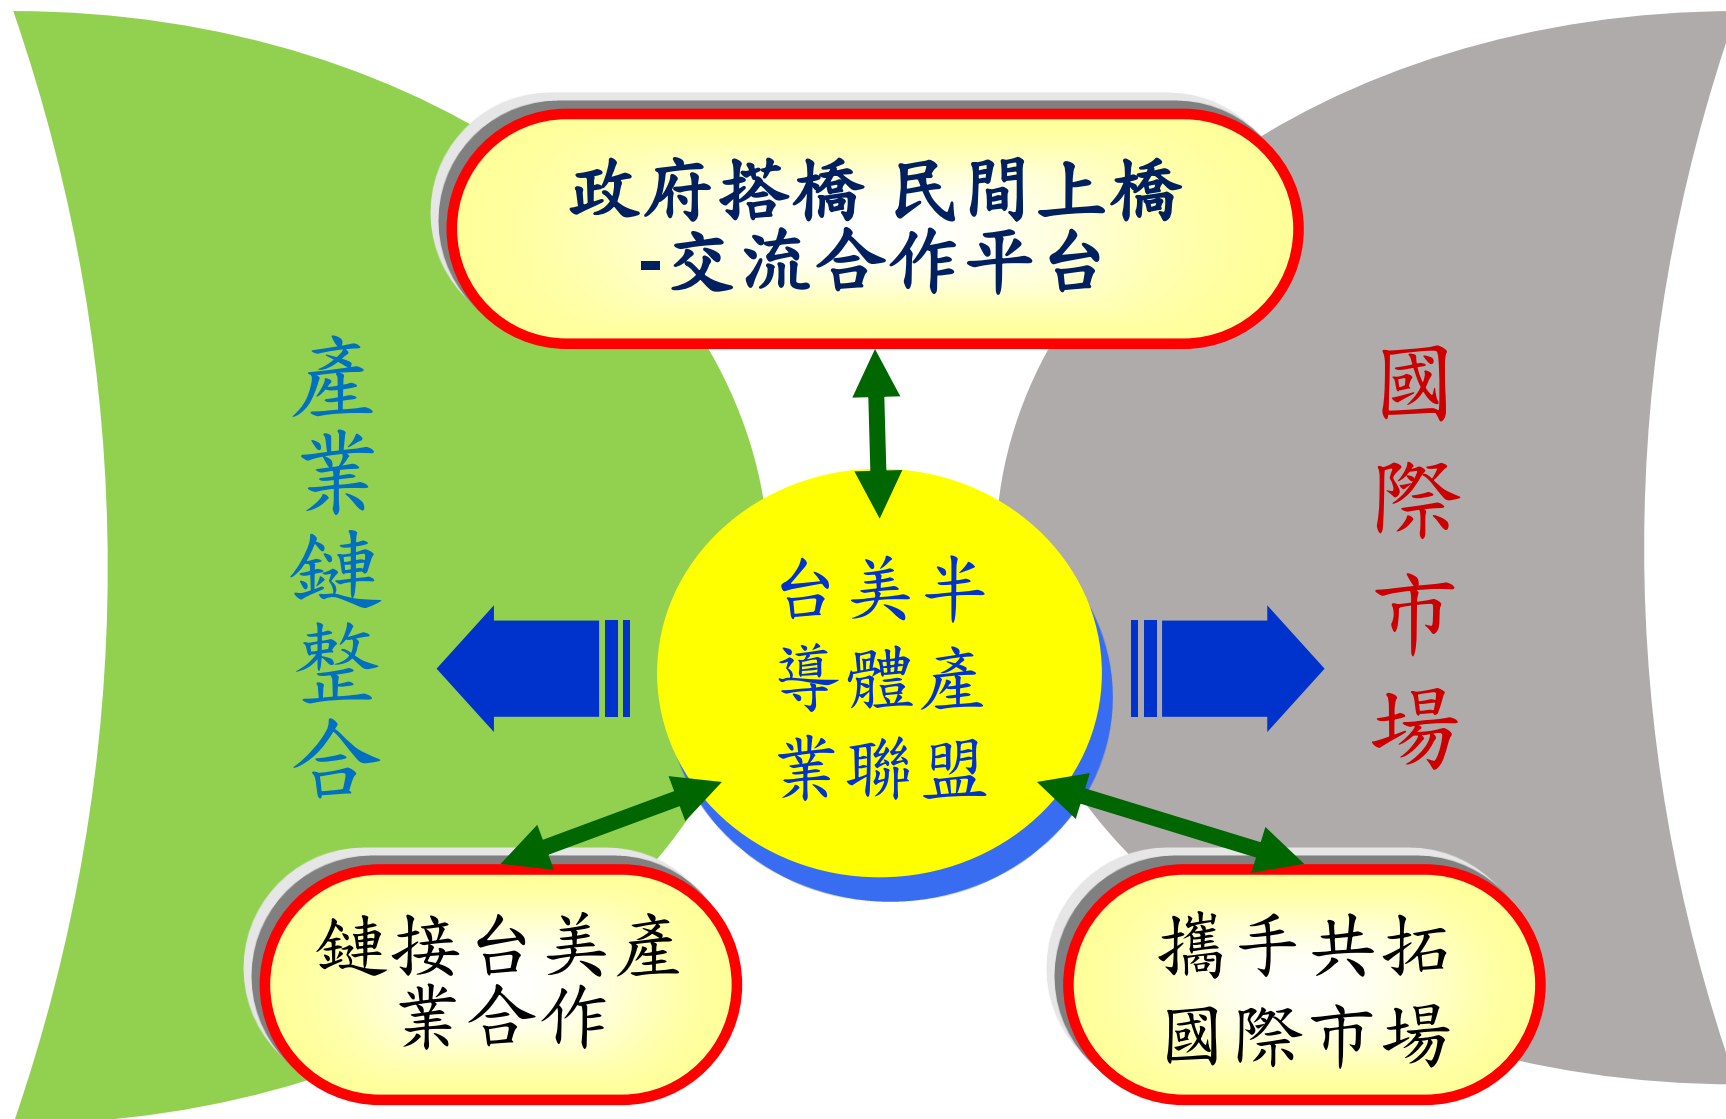 政府搭橋 民間上橋
-交流合作平台
產業鏈整合
國際市場
台美半
導體產
業聯盟
鏈接台美產
業合作
攜手共拓
國際市場